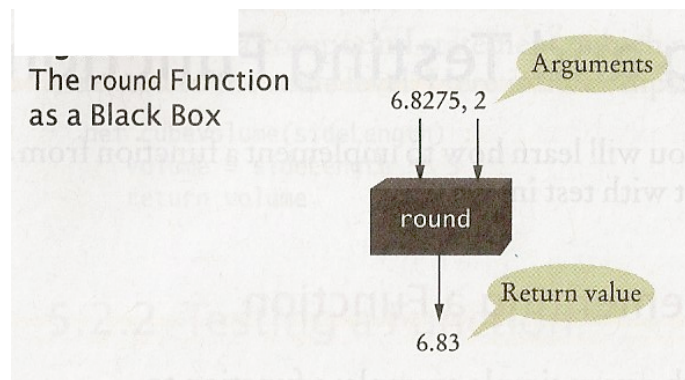 The round Function
as a Black Box
Arguments
6.8275, 2
round
Return value
6.83